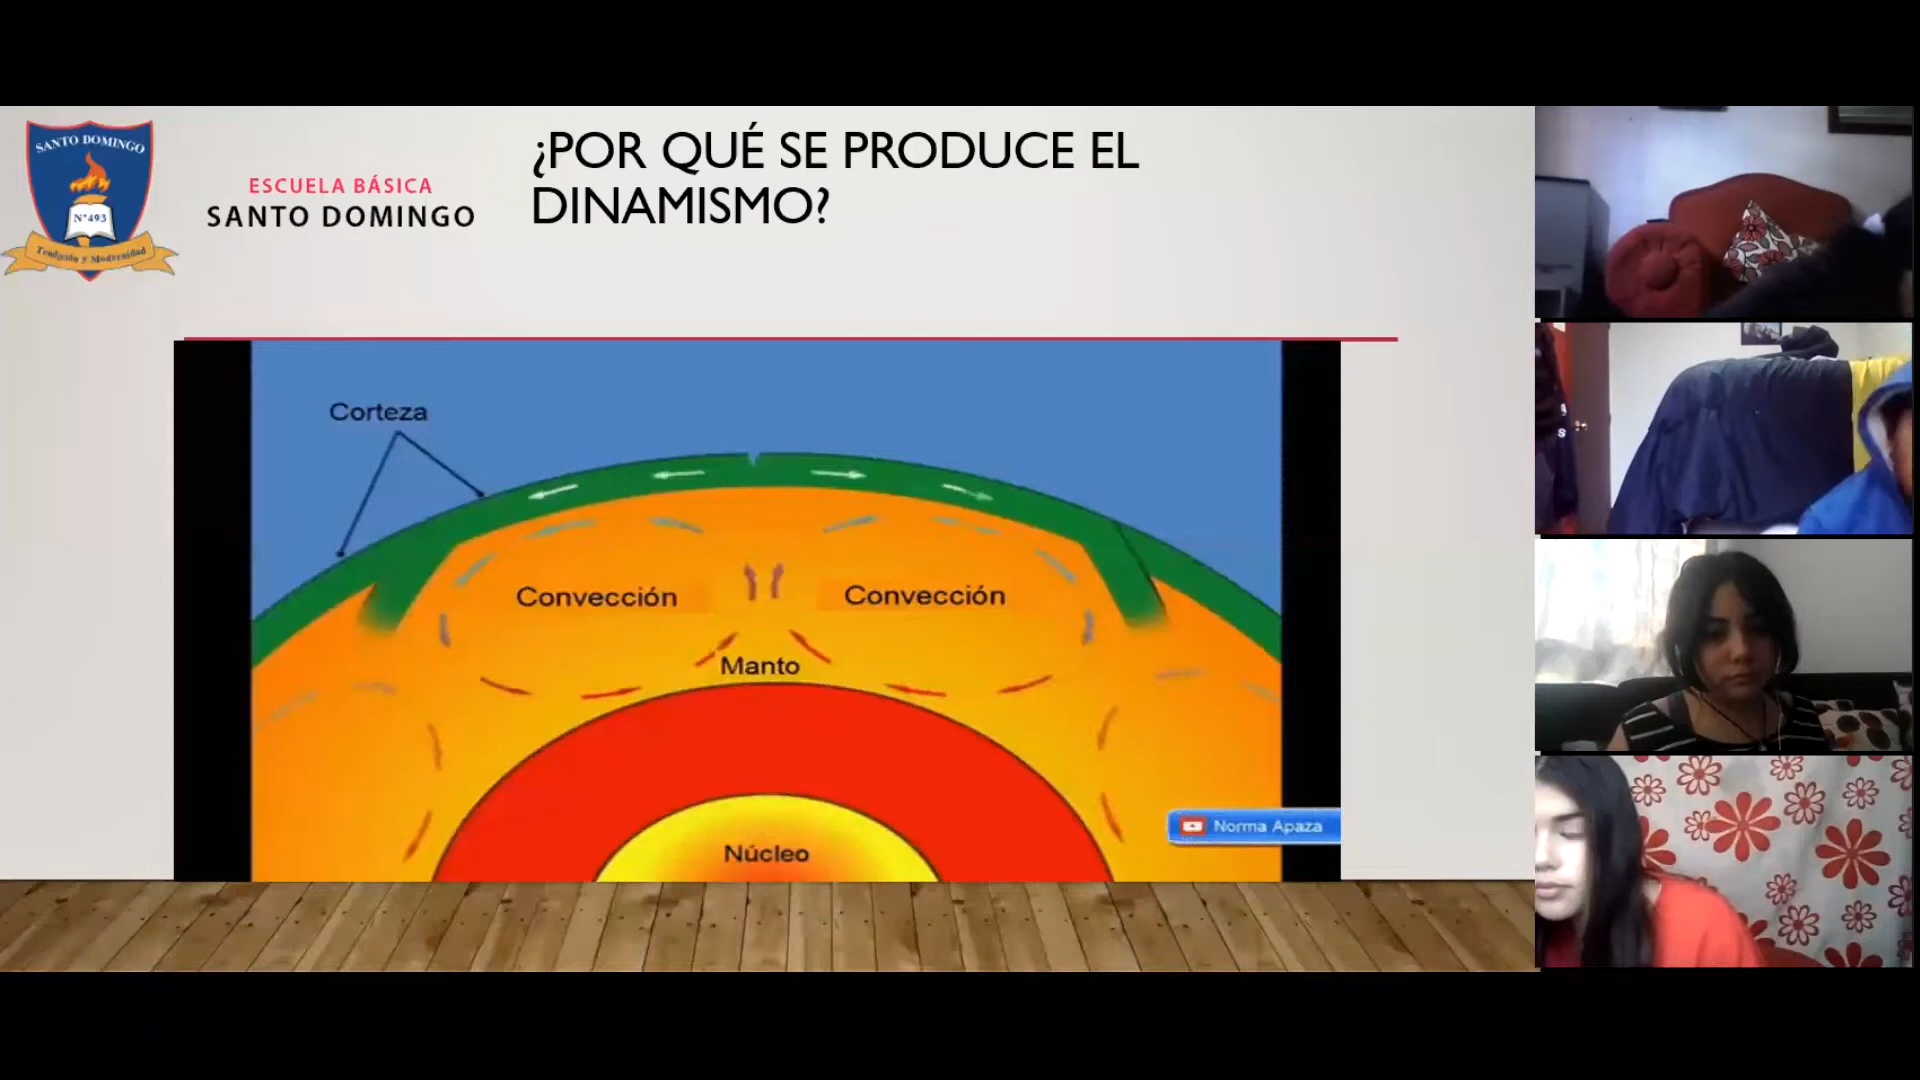 SANTO DOMINGO
N°493
Tradición y Modernidad
ESCUELA BÁSICA
SANTO DOMINGO
¿POR QUÉ SE PRODUCE EL
DINAMISMO?
Corteza
Convección
Convección
Manto
Núcleo
Norma Apaza